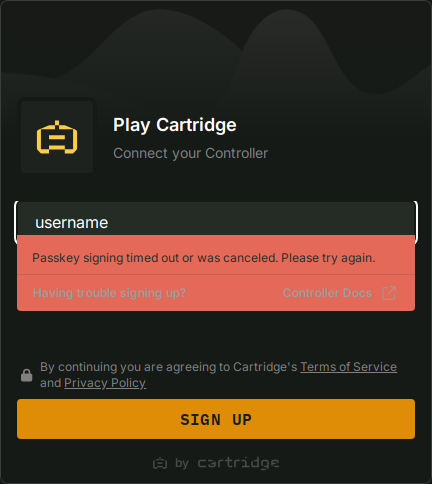 Play Cartridge
Connect your Controller
username
Passkey signing timed out or was canceled. Please try again.
Having trouble signing up? Controller Docs
By continuing you are agreeing to Cartridge's Terms of Service
and Privacy Policy
SIGN UP
by cartridge